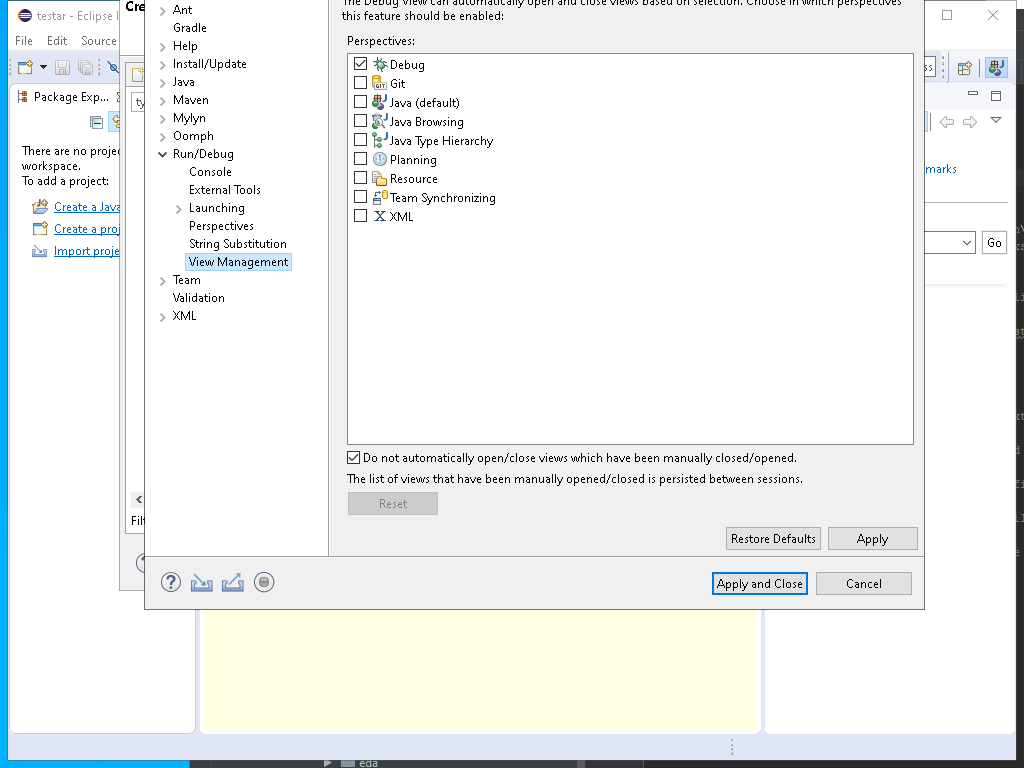 testar - Eclipse I
Cre
File Edit Source
Package Exp...
There are no proje
workspace.
To add a project:
Create a Java
Create a proj
Import proje
ty
Filt
Ant
Gradle
Help
Install/Update
Java
Maven
Mylyn
Oomph
Run/Debug
Console
External Tools
Launching
Perspectives
String Substitution
View Management
Team
Validation
XML
The Debug View can automatically open and close views based on selection. Choose in which perspectives
this feature should be enabled:
Perspectives:
Debug
Git
Java (default)
Java Browsing
Java Type Hierarchy
Planning
Resource
Team Synchronizing
XML
Do not automatically open/close views which have been manually closed/opened.
The list of views that have been manually opened/closed is persisted between sessions.
Reset
Restore Defaults Apply
Apply and Close Cancel
ss
marks
Go
eda